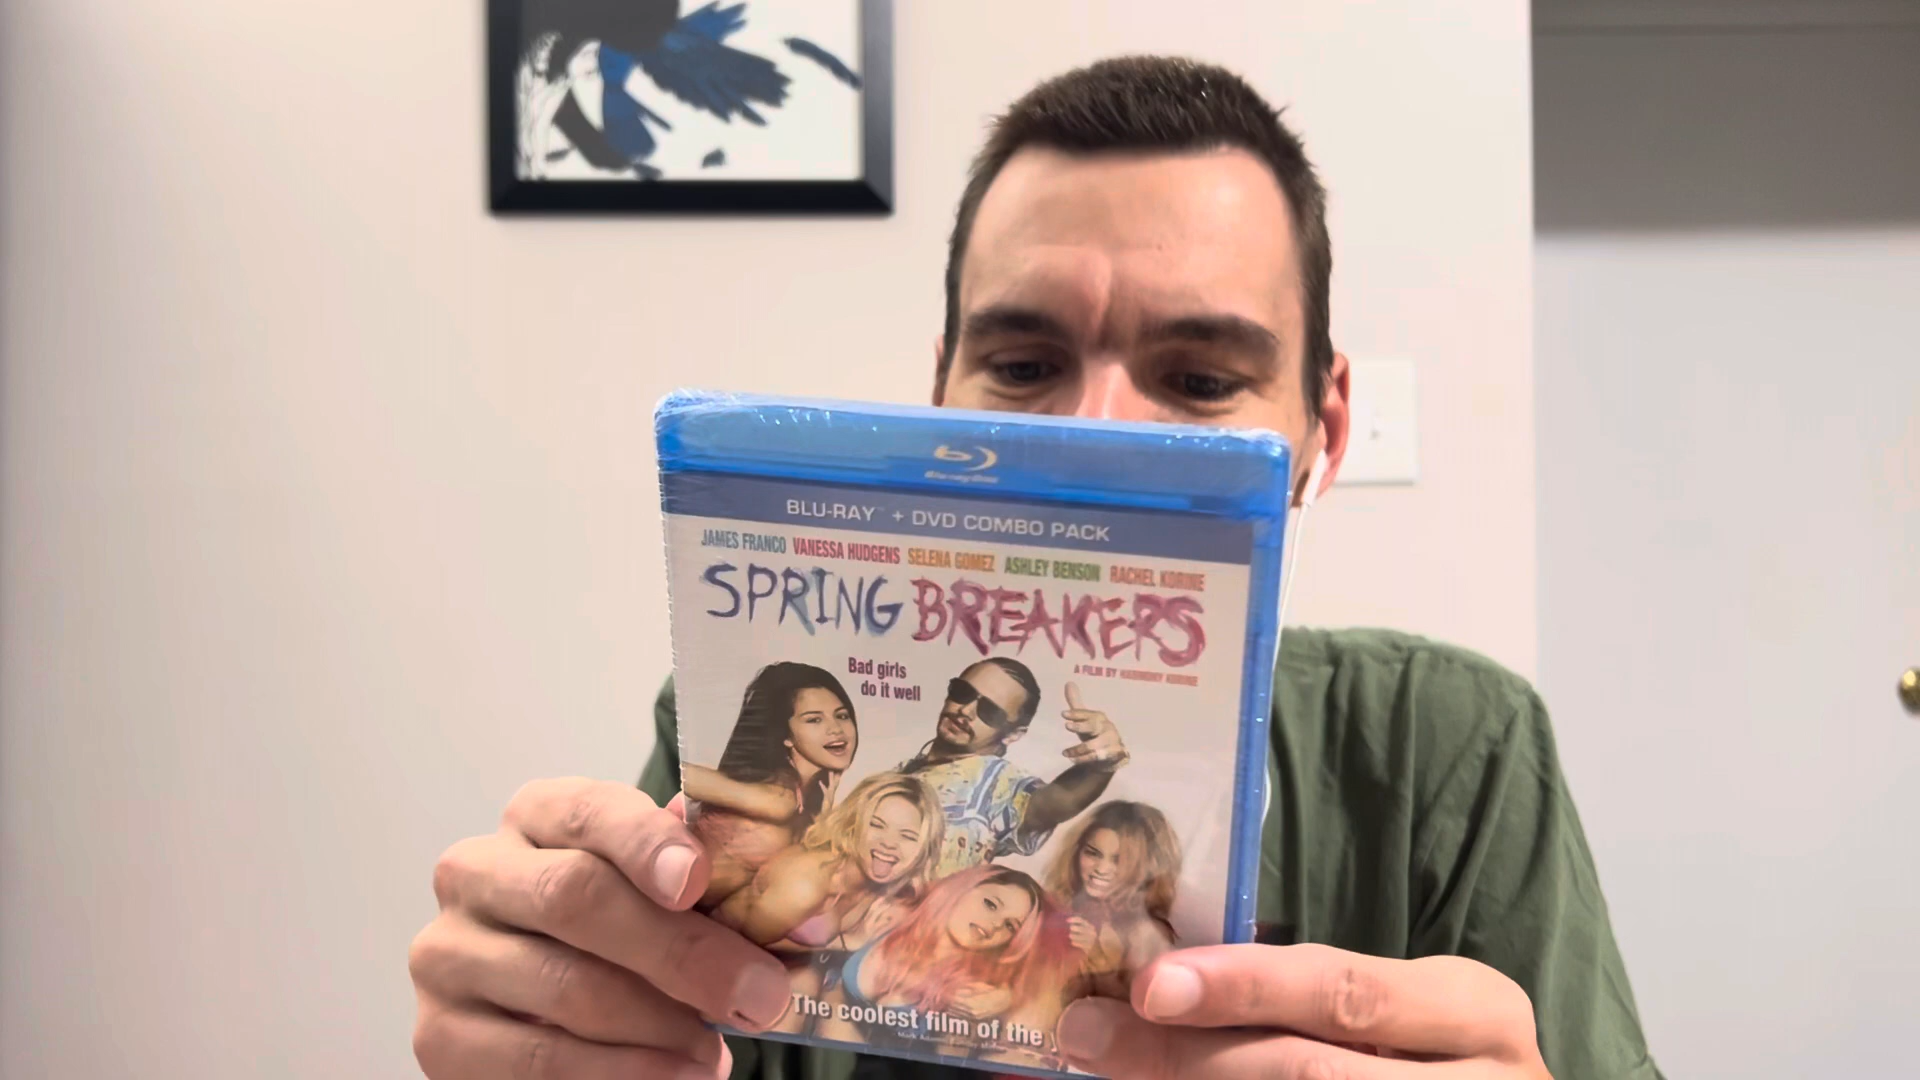 Blu-ray Disc
BLU-RAY™ + DVD COMBO PACK
JAMES FRANCO VANESSA HUDGENS SELENA GOMEZ ASHLEY BENSON RACHEL KORINE
SPRING BREAKERS
A FILM BY HARMONY KORINE
Bad girls
do it well
The coolest film of the